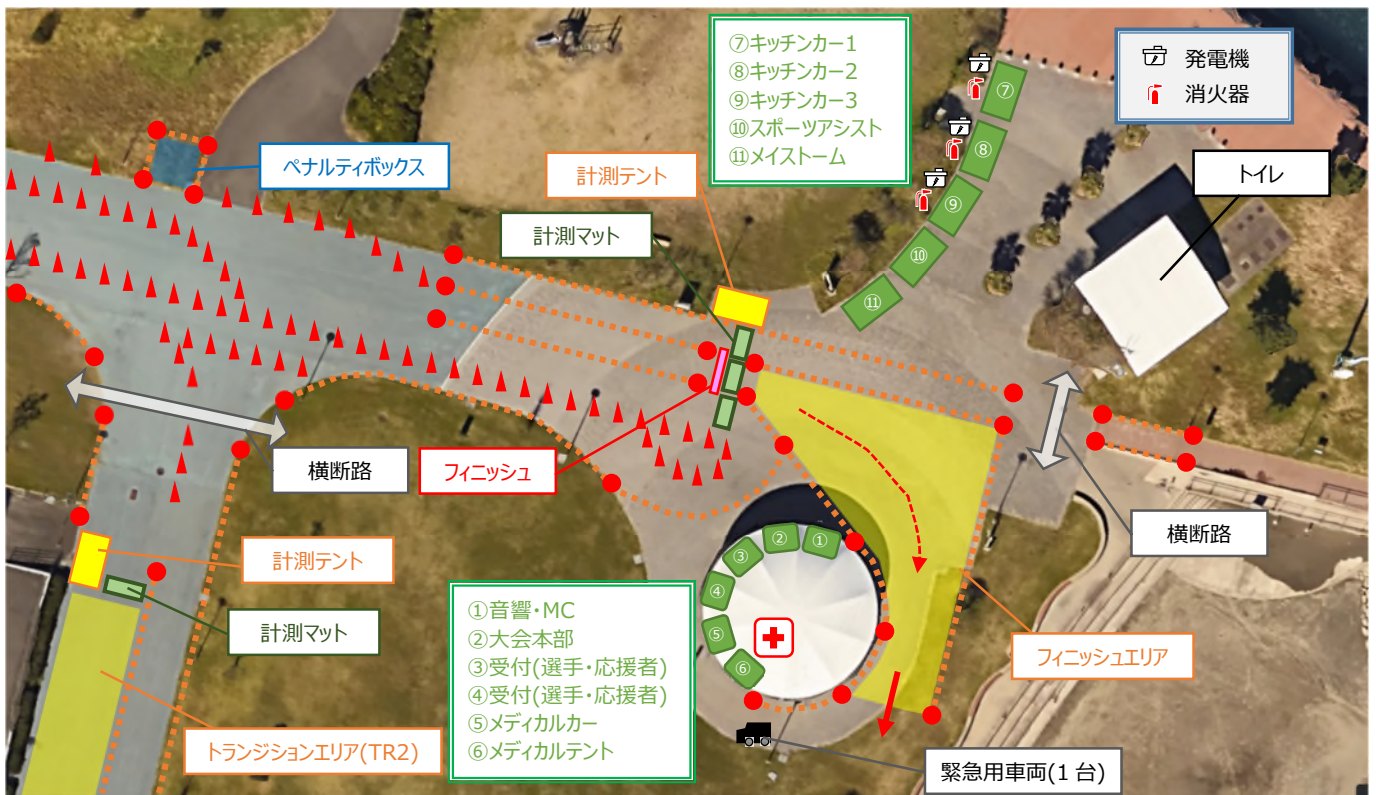 ⑦キッチンカー1
⑧キッチンカー2
⑨キッチンカー3
⑩スポーツアシスト
⑪メイストーム
発電機
消火器
ペナルティボックス
計測テント
トイレ
計測マット
⑦
⑧
⑨
⑩
⑪
横断路
フィニッシュ
横断路
計測テント
計測マット
①
②
③
④
⑤
⑥
①音響・MC
②大会本部
③受付(選手・応援者)
④受付(選手・応援者)
⑤メディカルカー
⑥メディカルテント
フィニッシュエリア
トランジションエリア(TR2)
緊急用車両(1台)